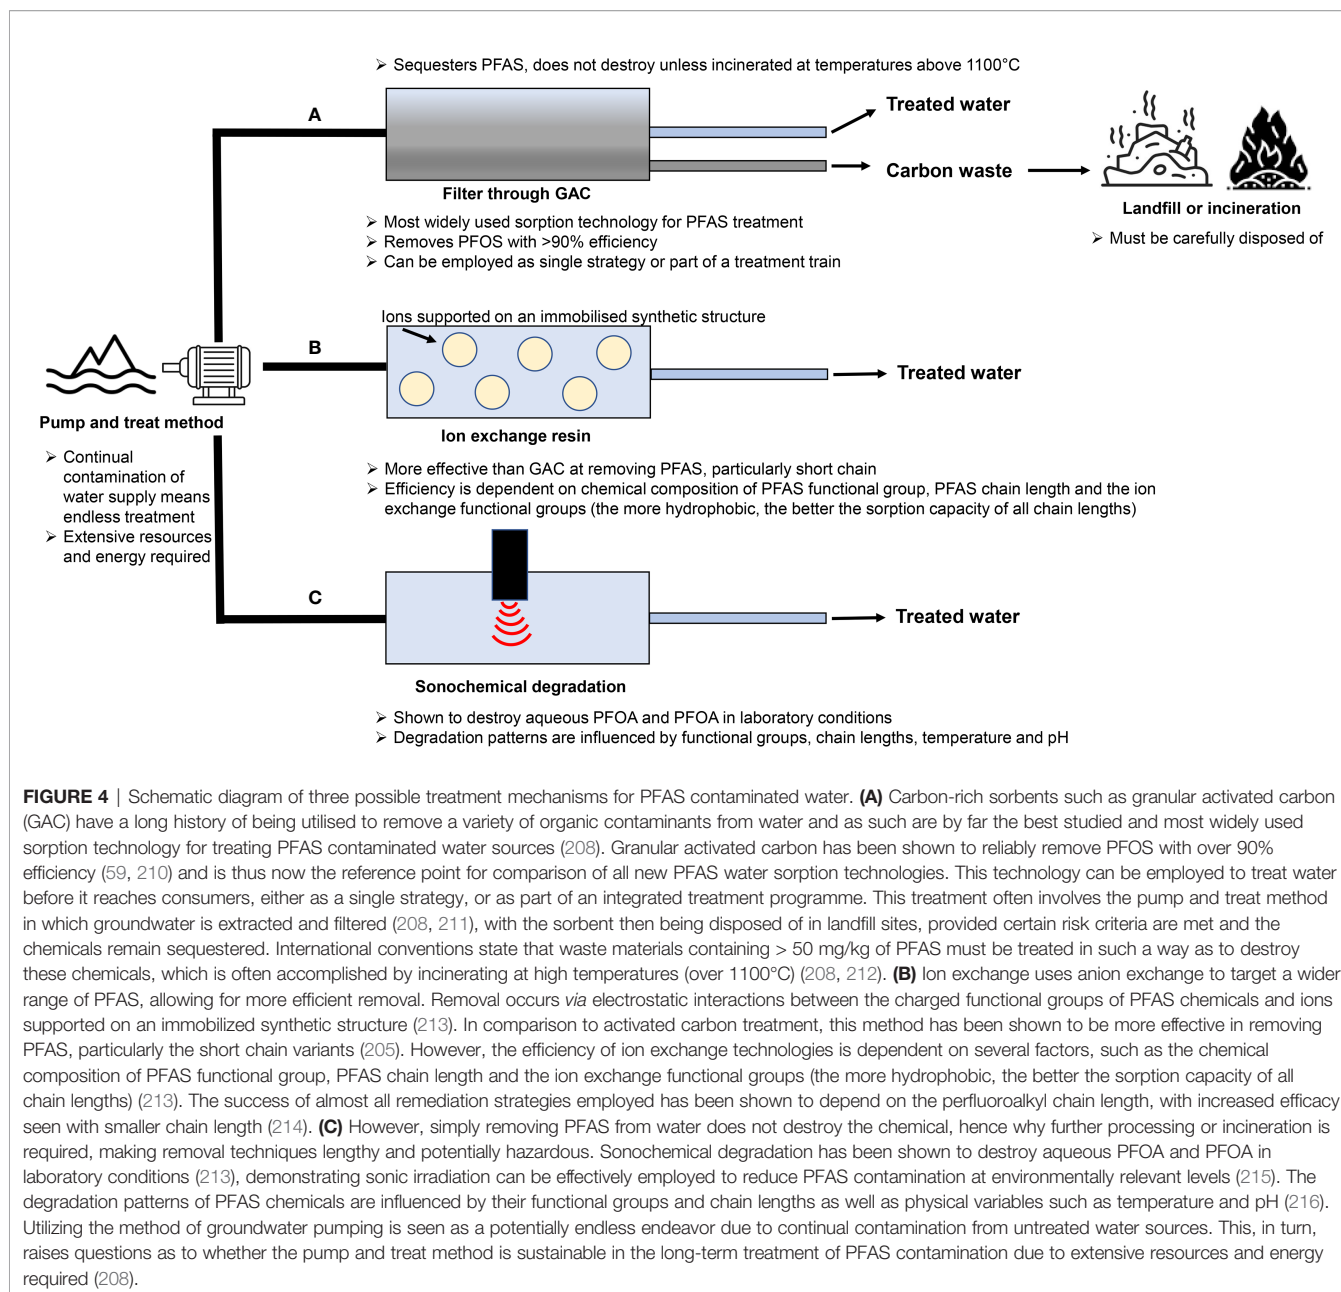 ➢ Sequesters PFAS, does not destroy unless incinerated at temperatures above 1100°C
A
Treated water
Carbon waste
Filter through GAC
Landfill or incineration
➢ Most widely used sorption technology for PFAS treatment
➢ Removes PFOS with >90% efficiency
➢ Can be employed as single strategy or part of a treatment train
➢ Must be carefully disposed of
Ions supported on an immobilised synthetic structure
B
Treated water
Pump and treat method
Ion exchange resin
➢ Continual
contamination of
water supply means
endless treatment
➢ Extensive resources
and energy required
➢ More effective than GAC at removing PFAS, particularly short chain
➢ Efficiency is dependent on chemical composition of PFAS functional group, PFAS chain length and the ion
exchange functional groups (the more hydrophobic, the better the sorption capacity of all chain lengths)
C
Treated water
Sonochemical degradation
➢ Shown to destroy aqueous PFOA and PFOA in laboratory conditions
➢ Degradation patterns are influenced by functional groups, chain lengths, temperature and pH
FIGURE 4 | Schematic diagram of three possible treatment mechanisms for PFAS contaminated water. (A) Carbon-rich sorbents such as granular activated carbon
(GAC) have a long history of being utilised to remove a variety of organic contaminants from water and as such are by far the best studied and most widely used
sorption technology for treating PFAS contaminated water sources (208). Granular activated carbon has been shown to reliably remove PFOS with over 90%
efficiency (59, 210) and is thus now the reference point for comparison of all new PFAS water sorption technologies. This technology can be employed to treat water
before it reaches consumers, either as a single strategy, or as part of an integrated treatment programme. This treatment often involves the pump and treat method
in which groundwater is extracted and filtered (208, 211), with the sorbent then being disposed of in landfill sites, provided certain risk criteria are met and the
chemicals remain sequestered. International conventions state that waste materials containing > 50 mg/kg of PFAS must be treated in such a way as to destroy
these chemicals, which is often accomplished by incinerating at high temperatures (over 1100°C) (208, 212). (B) Ion exchange uses anion exchange to target a wider
range of PFAS, allowing for more efficient removal. Removal occurs via electrostatic interactions between the charged functional groups of PFAS chemicals and ions
supported on an immobilized synthetic structure (213). In comparison to activated carbon treatment, this method has been shown to be more effective in removing
PFAS, particularly the short chain variants (205). However, the efficiency of ion exchange technologies is dependent on several factors, such as the chemical
composition of PFAS functional group, PFAS chain length and the ion exchange functional groups (the more hydrophobic, the better the sorption capacity of all
chain lengths) (213). The success of almost all remediation strategies employed has been shown to depend on the perfluoroalkyl chain length, with increased efficacy
seen with smaller chain length (214). (C) However, simply removing PFAS from water does not destroy the chemical, hence why further processing or incineration is
required, making removal techniques lengthy and potentially hazardous. Sonochemical degradation has been shown to destroy aqueous PFOA and PFOA in
laboratory conditions (213), demonstrating sonic irradiation can be effectively employed to reduce PFAS contamination at environmentally relevant levels (215). The
degradation patterns of PFAS chemicals are influenced by their functional groups and chain lengths as well as physical variables such as temperature and pH (216).
Utilizing the method of groundwater pumping is seen as a potentially endless endeavor due to continual contamination from untreated water sources. This, in turn,
raises questions as to whether the pump and treat method is sustainable in the long-term treatment of PFAS contamination due to extensive resources and energy
required (208).